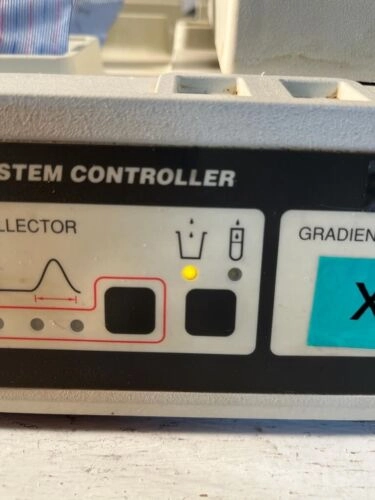 STEM CONTROLLER
LLECTOR
GRADIEN
X